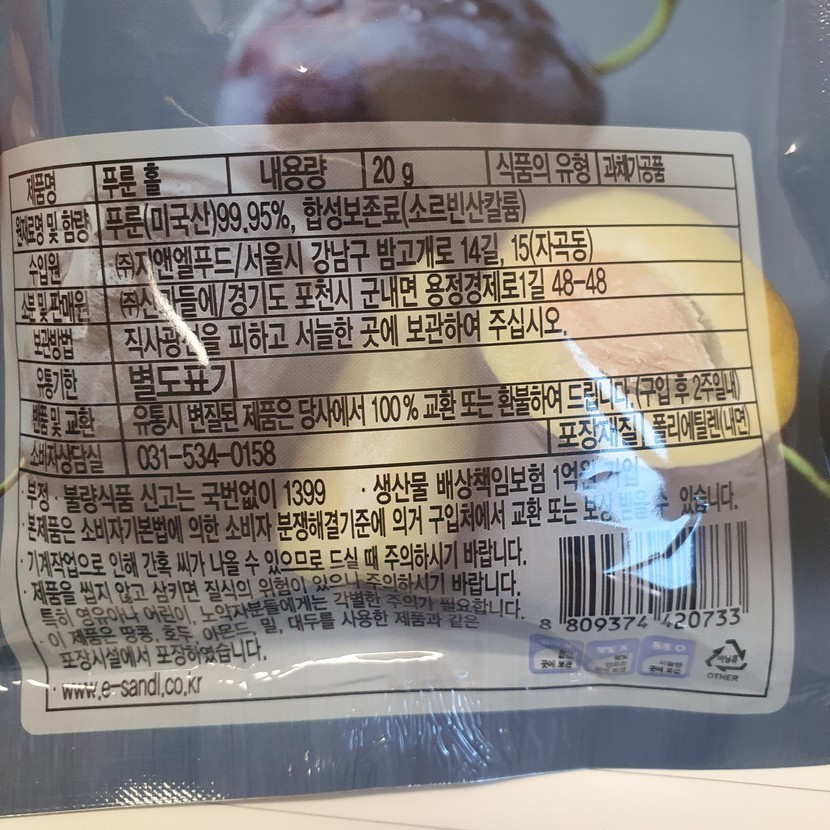 제품명 푸룬 홀 내용량 20 g 식품의 유형 과채가공품
원재료명 및 함량 푸룬(미국산)99.95%, 합성보존료(소르빈산칼륨)
수입원 ㈜지앤엘푸드/서울시 강남구 밤고개로 14길, 15(자곡동)
소분 및 판매원 ㈜산과들에/경기도 포천시 군내면 용정경제로1길 48-48
보관방법 직사광선을 피하고 서늘한 곳에 보관하여 주십시오.
유통기한 별도표기
반품 및 교환 유통시 변질된 제품은 당사에서 100% 교환 또는 환불하여 드립니다.(구입 후 2주일내)
소비자상담실 031-534-0158 포장재질 폴리에틸렌(내면)
· 부정 · 불량식품 신고는 국번없이 1399 · 생산물 배상책임보험 1억원 가입
· 본제품은 소비자기본법에 의한 소비자 분쟁해결기준에 의거 구입처에서 교환 또는 보상 받을 수 있습니다.
· 기계작업으로 인해 간혹 씨가 나올 수 있으므로 드실 때 주의하시기 바랍니다.
· 제품을 씹지 않고 삼키면 질식의 위험이 있으니 주의하시기 바랍니다.
특히 영유아나 어린이, 노약자분들에게는 각별한 주의가 필요합니다.
· 이 제품은 땅콩, 호두, 아몬드, 밀, 대두를 사용한 제품과 같은
포장시설에서 포장하였습니다.
· www.e-sandl.co.kr
8 809374 420733
비닐류
OTHER